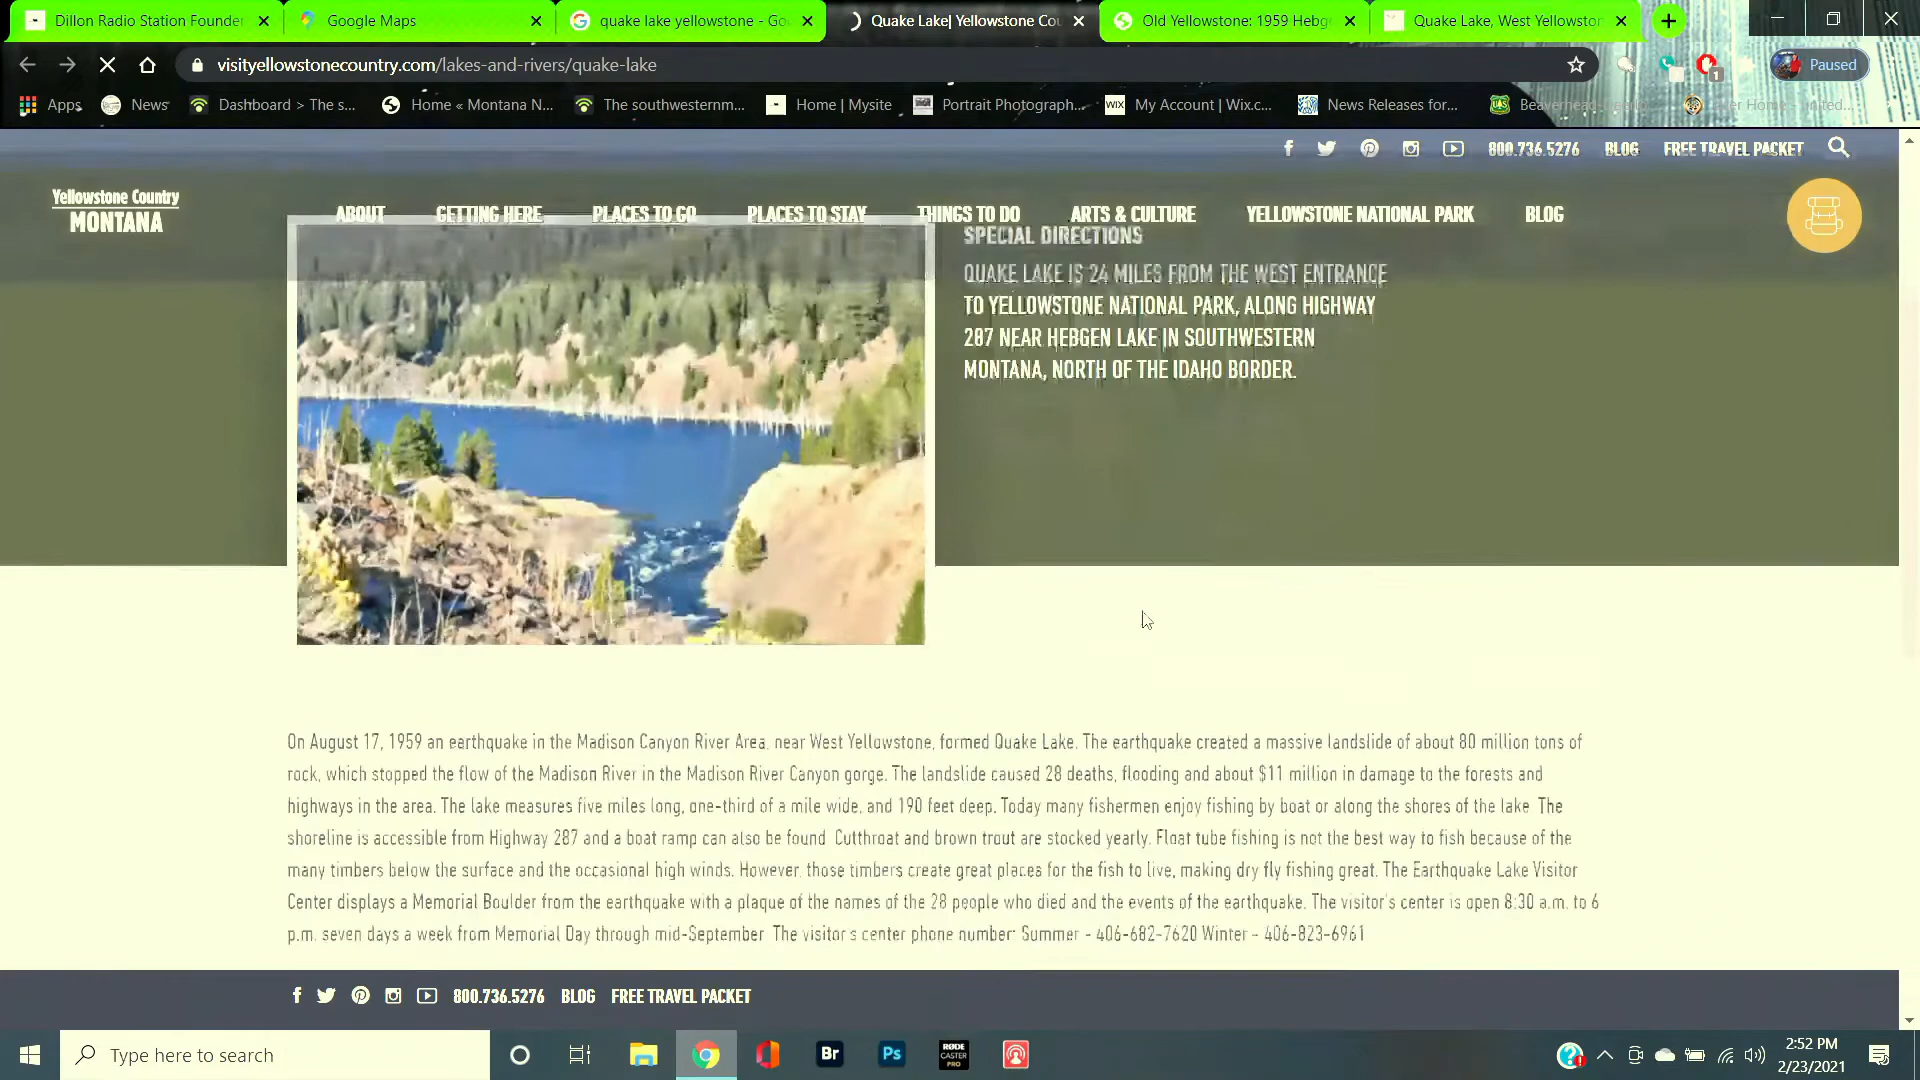 Dillon Radio Station Founder
Google Maps
quake lake yellowstone - Go
Quake Lake| Yellowstone Cou
Old Yellowstone: 1959 Hebg
Quake Lake, West Yellowston
visityellowstonecountry.com/lakes-and-rivers/quake-lake
1
Paused
Apps
News
Dashboard > The s...
Home « Montana N...
The southwesternm...
Home | Mysite
Portrait Photograph...
WIX
My Account | Wix.c...
News Releases for...
800.736.5276
BLOG
FREE TRAVEL PACKET
Yellowstone Country
MONTANA
ABOUT
GETTING HERE
PLACES TO GO
PLACES TO STAY
THINGS TO DO
ARTS & CULTURE
YELLOWSTONE NATIONAL PARK
BLOG
SPECIAL DIRECTIONS
QUAKE LAKE IS 24 MILES FROM THE WEST ENTRANCE
TO YELLOWSTONE NATIONAL PARK, ALONG HIGHWAY
287 NEAR HEBGEN LAKE IN SOUTHWESTERN
MONTANA, NORTH OF THE IDAHO BORDER.
On August 17, 1959 an earthquake in the Madison Canyon River Area, near West Yellowstone, formed Quake Lake. The earthquake created a massive landslide of about 80 million tons of
rock, which stopped the flow of the Madison River in the Madison River Canyon gorge. The landslide caused 28 deaths, flooding and about $11 million in damage to the forests and
highways in the area. The lake measures five miles long, one-third of a mile wide, and 190 feet deep. Today many fishermen enjoy fishing by boat or along the shores of the lake. The
shoreline is accessible from Highway 287 and a boat ramp can also be found. Cutthroat and brown trout are stocked yearly. Float tube fishing is not the best way to fish because of the
many timbers below the surface and the occasional high winds. However, those timbers create great places for the fish to live, making dry fly fishing great. The Earthquake Lake Visitor
Center displays a Memorial Boulder from the earthquake with a plaque of the names of the 28 people who died and the events of the earthquake. The visitor's center is open 8:30 a.m. to 6
p.m. seven days a week from Memorial Day through mid-September. The visitor's center phone number: Summer - 406-682-7620 Winter - 406-823-6961
800.736.5276
BLOG
FREE TRAVEL PACKET
Type here to search
Br
Ps
RØDE
CASTER
PRO
2:52 PM
2/23/2021